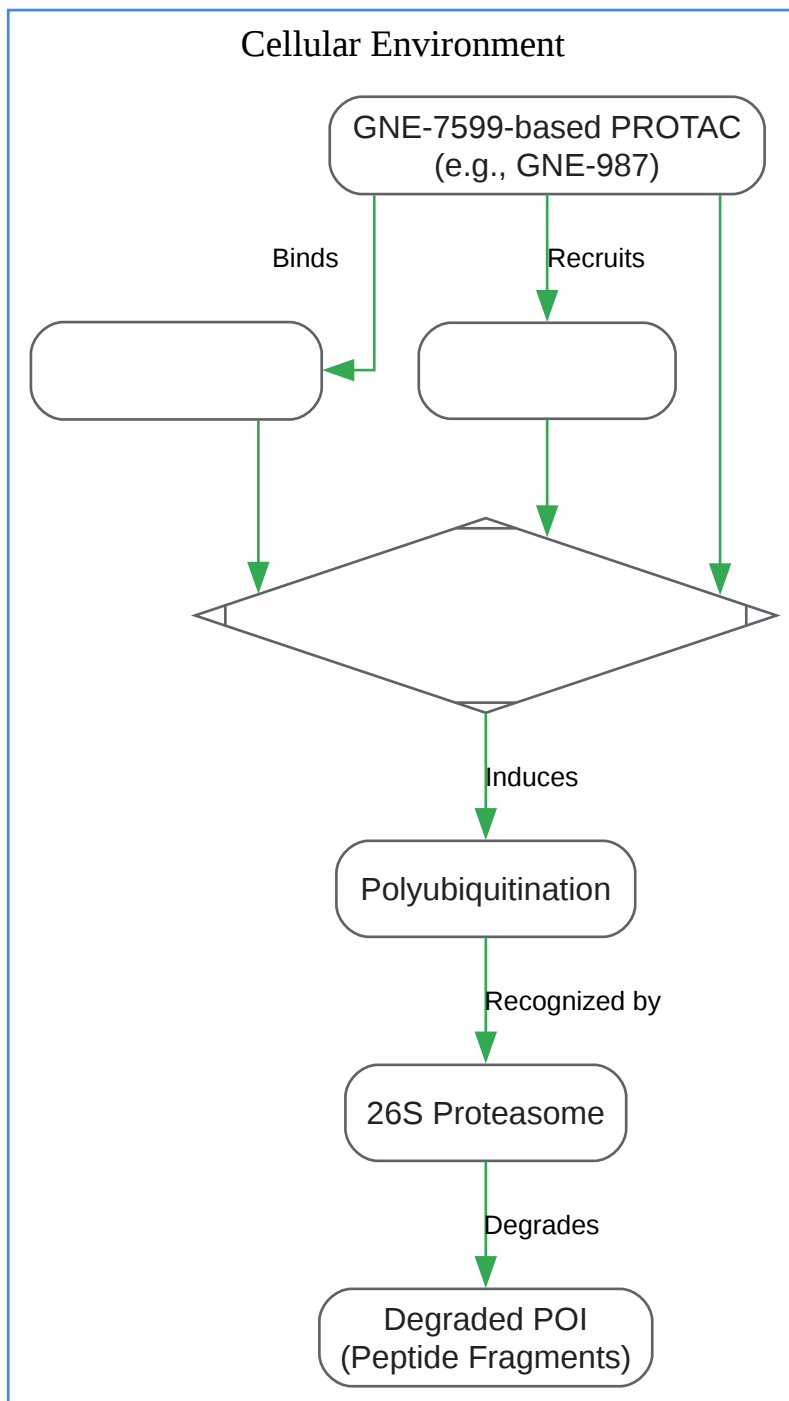 Cellular Environment
GNE-7599-based PROTAC
(e.g., GNE-987)
Binds
Recruits
Induces
Polyubiquitination
Recognized by
26S Proteasome
Degrades
Degraded POI
(Peptide Fragments)